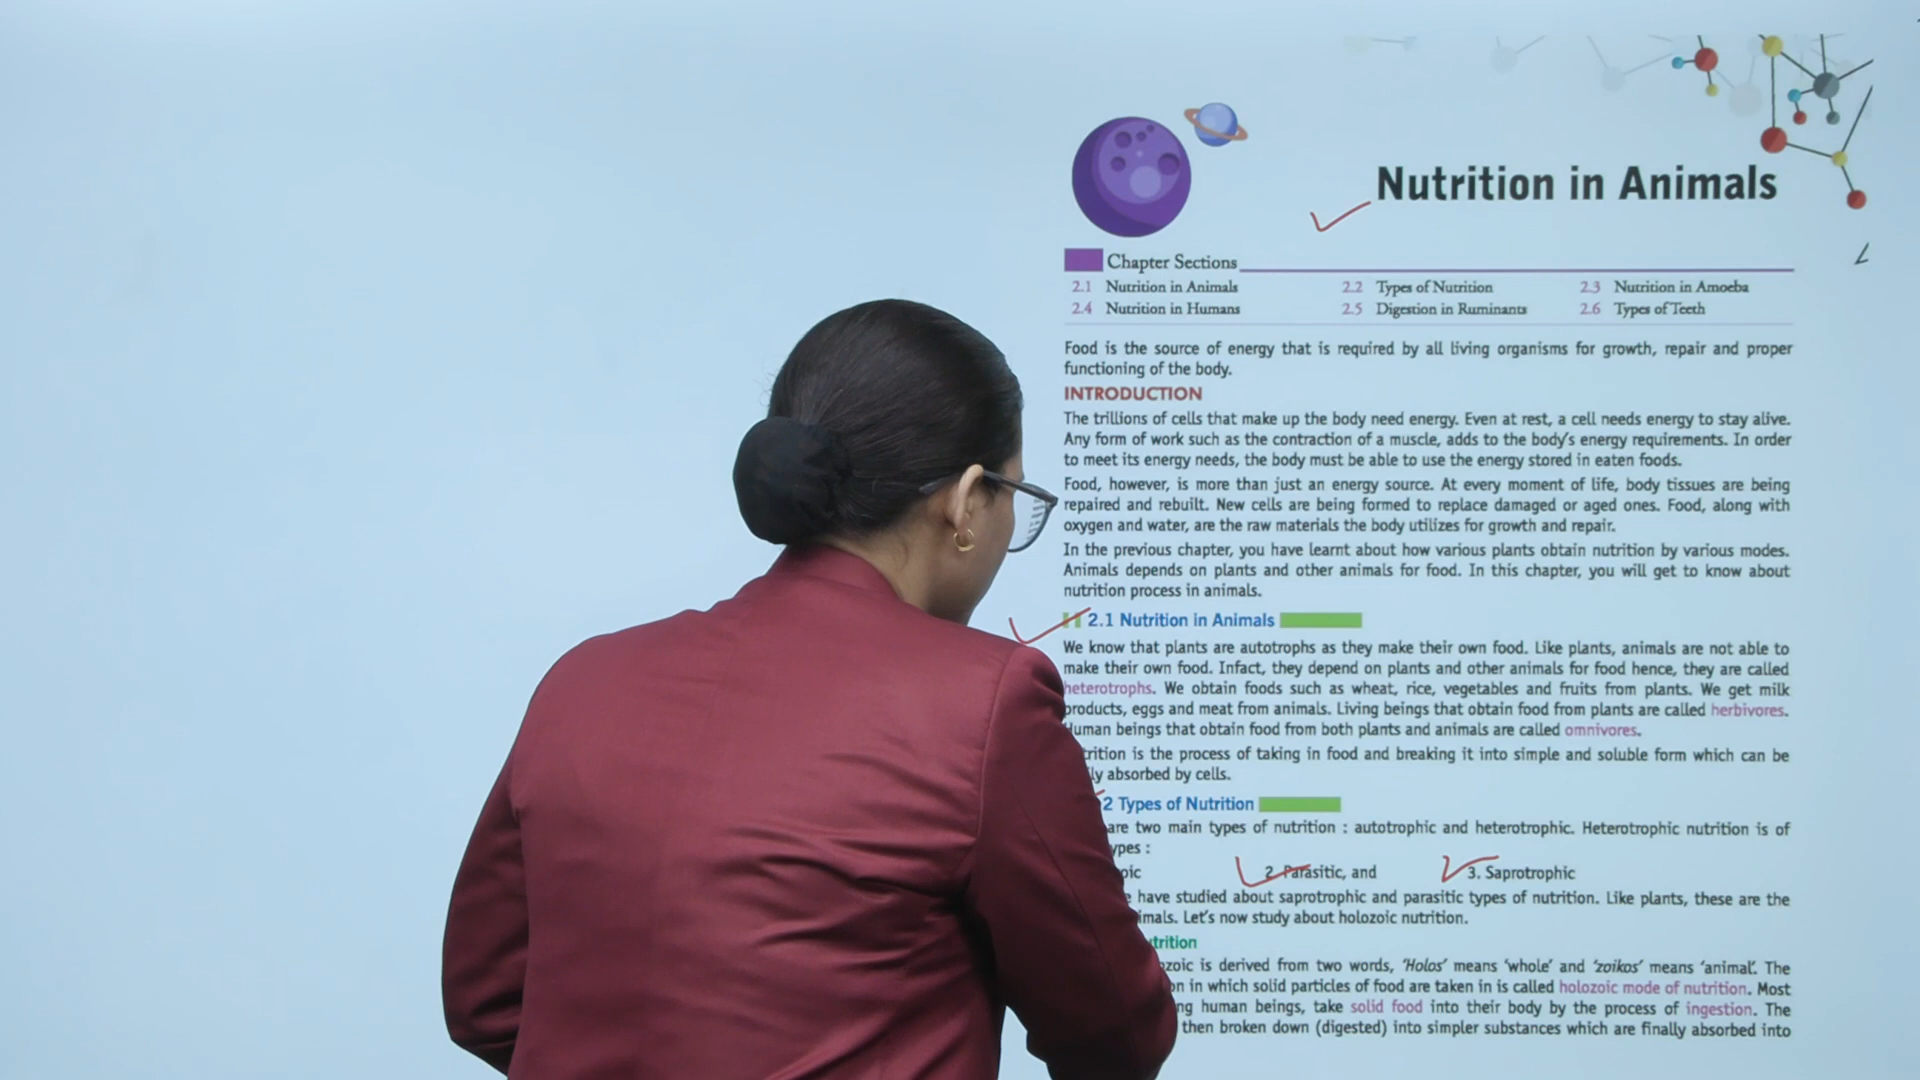 Nutrition in Animals
Chapter Sections
2.1 Nutrition in Animals 2.2 Types of Nutrition 2.3 Nutrition in Amoeba
2.4 Nutrition in Humans 2.5 Digestion in Ruminants 2.6 Types of Teeth
Food is the source of energy that is required by all living organisms for growth, repair and proper
functioning of the body.
INTRODUCTION
The trillions of cells that make up the body need energy. Even at rest, a cell needs energy to stay alive.
Any form of work such as the contraction of a muscle, adds to the body's energy requirements. In order
to meet its energy needs, the body must be able to use the energy stored in eaten foods.
Food, however, is more than just an energy source. At every moment of life, body tissues are being
repaired and rebuilt. New cells are being formed to replace damaged or aged ones. Food, along with
oxygen and water, are the raw materials the body utilizes for growth and repair.
In the previous chapter, you have learnt about how various plants obtain nutrition by various modes.
Animals depends on plants and other animals for food. In this chapter, you will get to know about
nutrition process in animals.
2.1 Nutrition in Animals
We know that plants are autotrophs as they make their own food. Like plants, animals are not able to
make their own food. Infact, they depend on plants and other animals for food hence, they are called
heterotrophs. We obtain foods such as wheat, rice, vegetables and fruits from plants. We get milk
products, eggs and meat from animals. Living beings that obtain food from plants are called herbivores.
Human beings that obtain food from both plants and animals are called omnivores.
trition is the process of taking in food and breaking it into simple and soluble form which can be
ly absorbed by cells.
2 Types of Nutrition
are two main types of nutrition : autotrophic and heterotrophic. Heterotrophic nutrition is of
ypes :
oic 2. Parasitic, and 3. Saprotrophic
have studied about saprotrophic and parasitic types of nutrition. Like plants, these are the
imals. Let's now study about holozoic nutrition.
utrition
zoic is derived from two words, 'Holos' means 'whole' and 'zoikos' means 'animal'. The
on in which solid particles of food are taken in is called holozoic mode of nutrition. Most
ng human beings, take solid food into their body by the process of ingestion. The
then broken down (digested) into simpler substances which are finally absorbed into